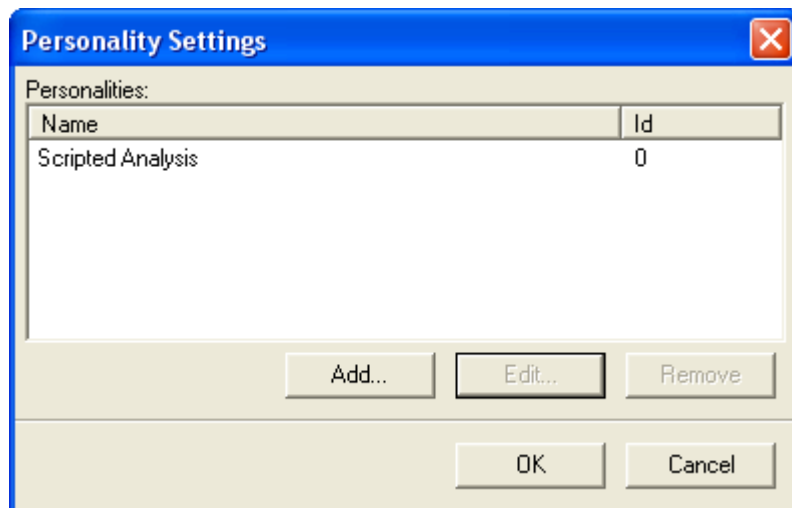 Personality Settings
Personalities:
Name Id
Scripted Analysis 0
Add... Edit... Remove
OK Cancel